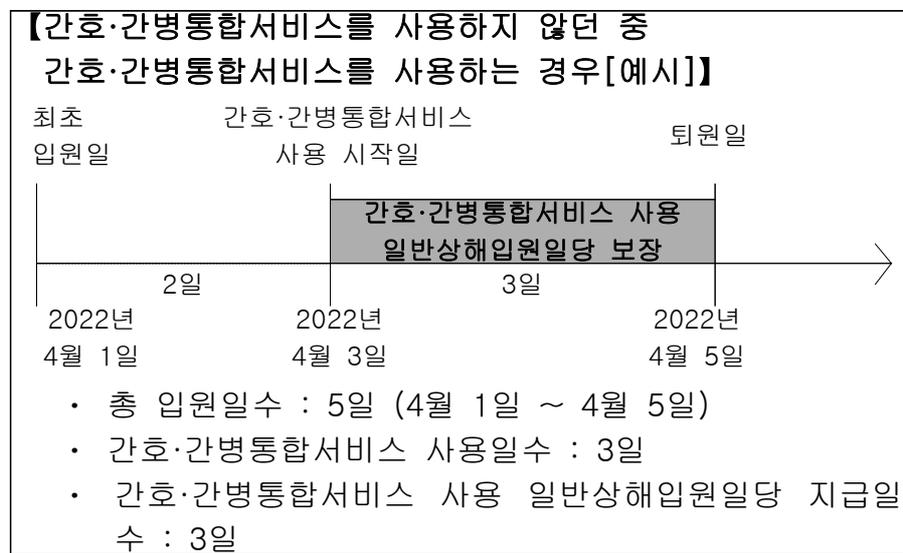 【간호·간병통합서비스를 사용하지 않던 중
간호·간병통합서비스를 사용하는 경우[예시]】
최초
입원일
간호·간병통합서비스
사용 시작일
퇴원일
간호·간병통합서비스 사용
일반상해입원일당 보장
2일
3일
2022년
4월 1일
2022년
4월 3일
2022년
4월 5일
· 총 입원일수 : 5일 (4월 1일 ~ 4월 5일)
· 간호·간병통합서비스 사용일수 : 3일
· 간호·간병통합서비스 사용 일반상해입원일당 지급일
수 : 3일